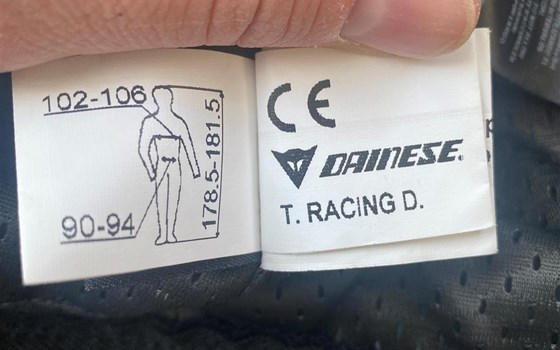 102-106
178.5-181.5
90-94
CE
DAINESE®
T. RACING D.